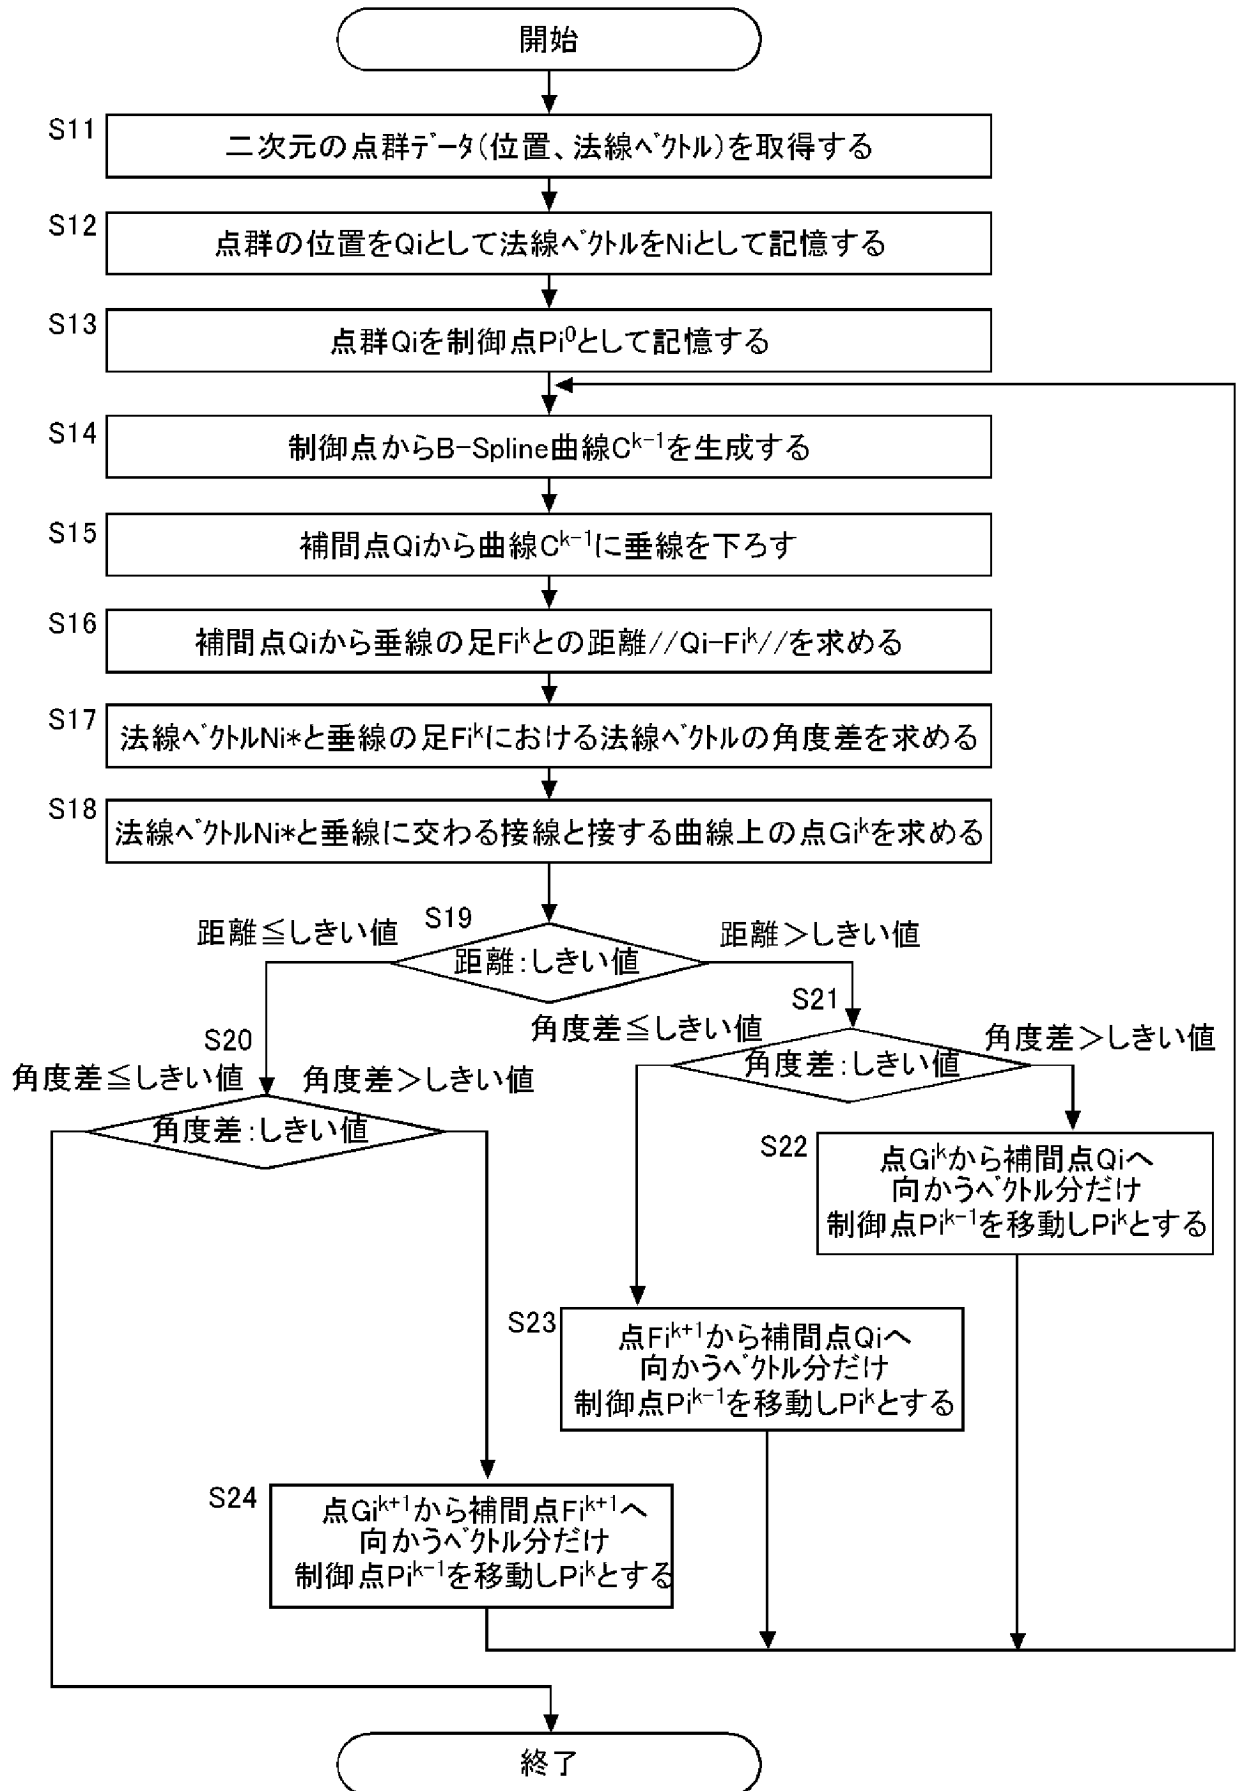 開始
S11
二次元の点群データ(位置、法線ベクトル)を取得する
S12
点群の位置をQiとして法線ベクトルをNiとして記憶する
S13
点群Qiを制御点Pi⁰として記憶する
S14
制御点からB-Spline曲線Cᵏ⁻¹を生成する
S15
補間点Qiから曲線Cᵏ⁻¹に垂線を下ろす
S16
補間点Qiから垂線の足Fiᵏとの距離//Qi-Fiᵏ//を求める
S17
法線ベクトルNi*と垂線の足Fiᵏにおける法線ベクトルの角度差を求める
S18
法線ベクトルNi*と垂線に交わる接線と接する曲線上の点Giᵏを求める
S19
距離≦しきい値
距離>しきい値
距離:しきい値
S20
角度差≦しきい値
角度差>しきい値
角度差:しきい値
S21
角度差≦しきい値
角度差>しきい値
角度差:しきい値
S22
点Giᵏから補間点Qiへ
向かうベクトル分だけ
制御点Piᵏ⁻¹を移動しPiᵏとする
S23
点Fiᵏ⁺¹から補間点Qiへ
向かうベクトル分だけ
制御点Piᵏ⁻¹を移動しPiᵏとする
S24
点Giᵏ⁺¹から補間点Fiᵏ⁺¹へ
向かうベクトル分だけ
制御点Piᵏ⁻¹を移動しPiᵏとする
終了